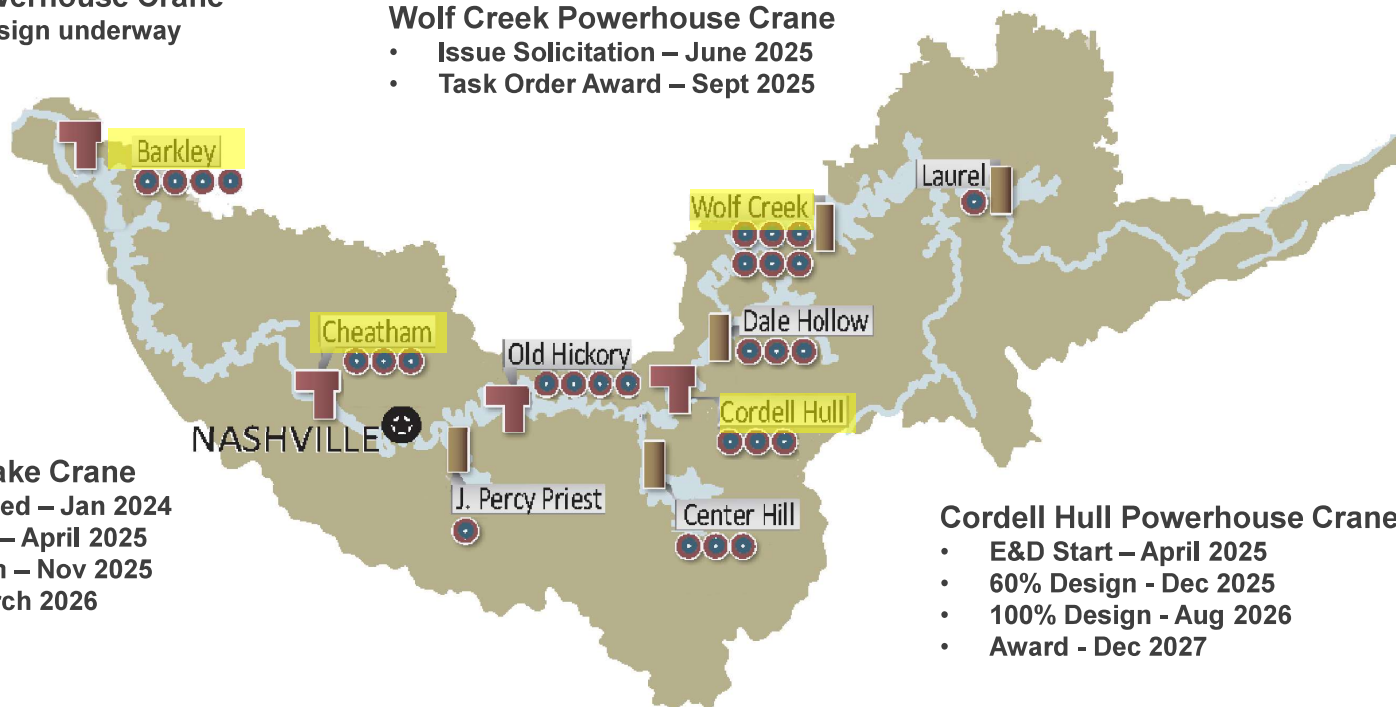 Powerhouse Crane
sign underway
Wolf Creek Powerhouse Crane
• Issue Solicitation – June 2025
• Task Order Award – Sept 2025
Barkley
Wolf Creek
Laurel
Cheatham
Dale Hollow
Old Hickory
Cordell Hull
NASHVILLE
J. Percy Priest
Center Hill
ake Crane
ed – Jan 2024
– April 2025
n – Nov 2025
rch 2026
Cordell Hull Powerhouse Crane
• E&D Start – April 2025
• 60% Design - Dec 2025
• 100% Design - Aug 2026
• Award - Dec 2027